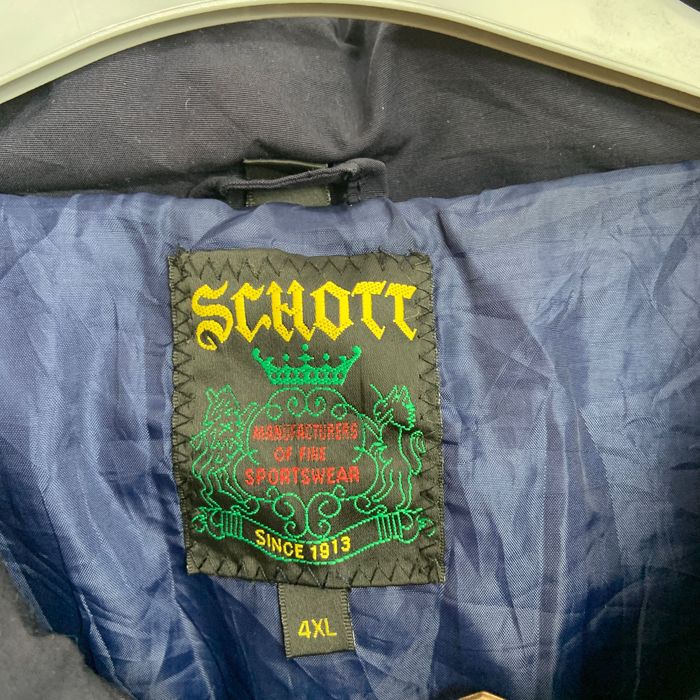 SCHOTT
MANUFACTURERS
OF FINE
SPORTSWEAR
SINCE 1913
4XL